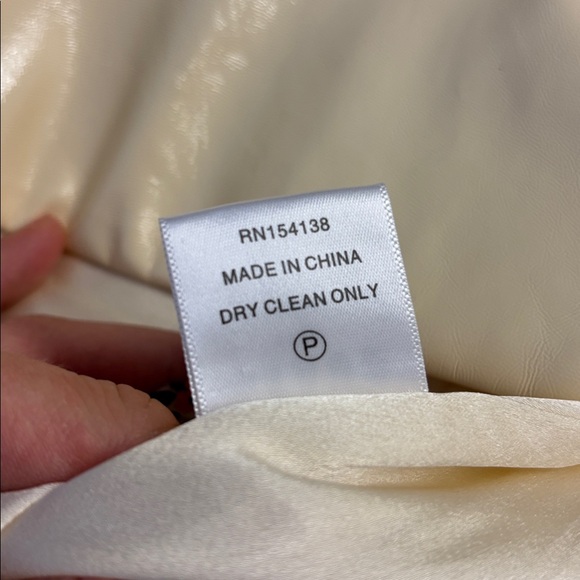 RN154138
MADE IN CHINA
DRY CLEAN ONLY
P